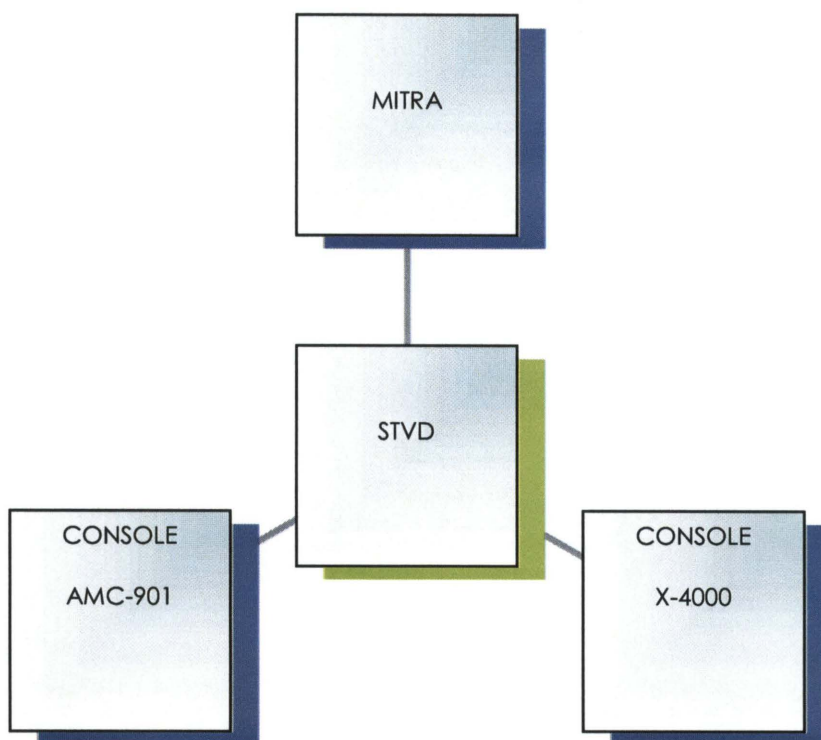 MITRA
STVD
CONSOLE
AMC-901
CONSOLE
X-4000